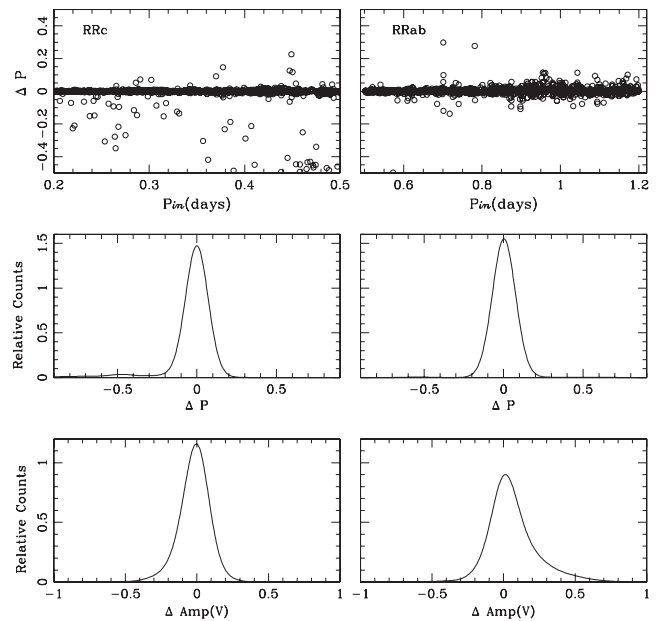 RRc
RRab
Δ P
0.4
0.2
0
-0.2
-0.4
0.2 0.3 0.4 0.5
0.6 0.8 1 1.2
Pin(days)
Pin(days)
Relative Counts
1.5
1
0.5
0
-0.5 0 0.5
-0.5 0 0.5
Δ P
Δ P
Relative Counts
1
0.5
0
-1 -0.5 0 0.5 1
-1 -0.5 0 0.5 1
Δ Amp(V)
Δ Amp(V)